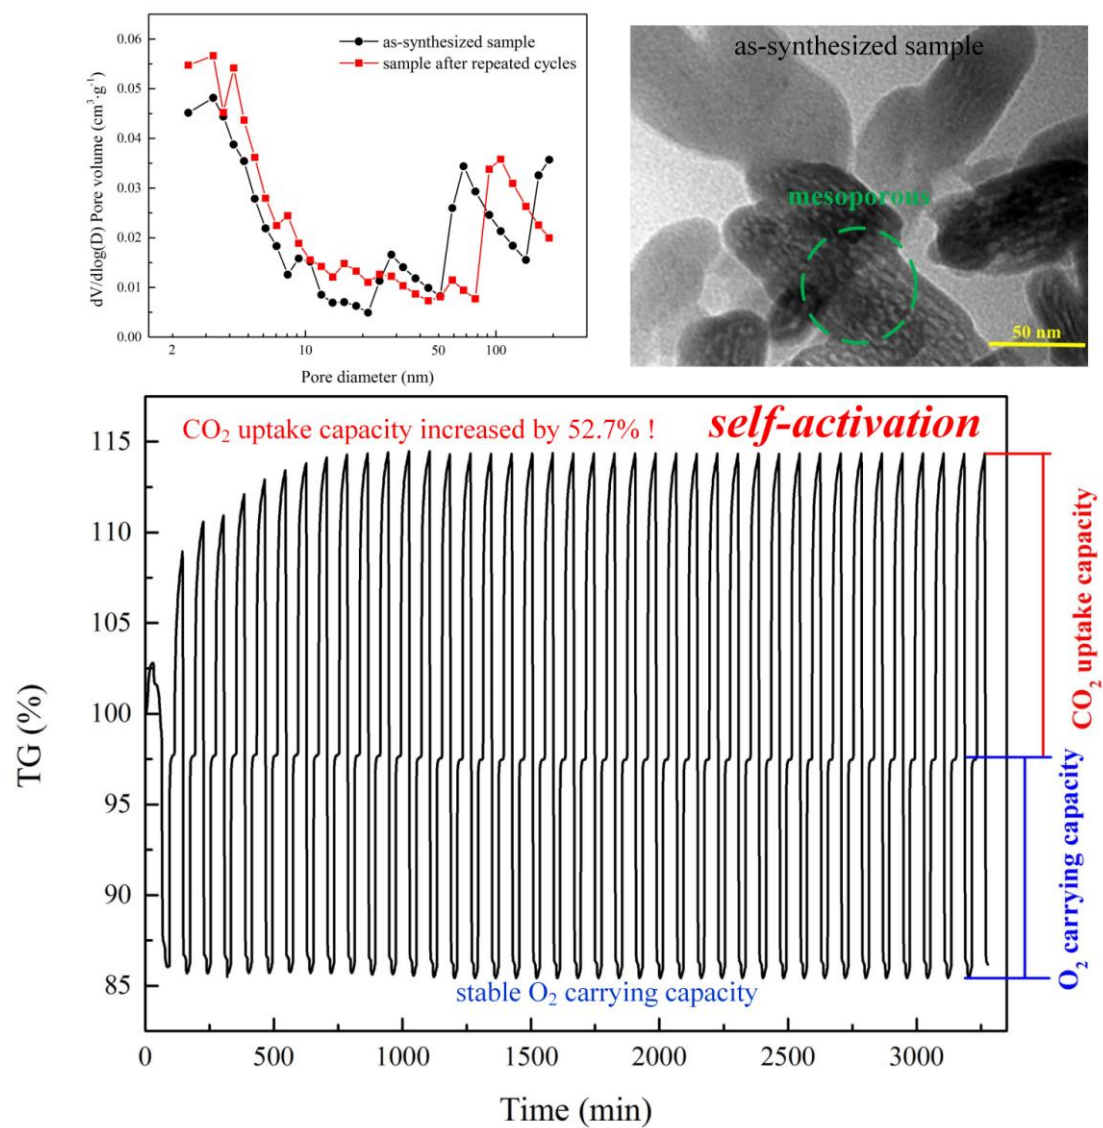 as-synthesized sample
sample after repeated cycles
0.06
0.05
0.04
0.03
0.02
0.01
0.00
dV/dlog(D) Pore volume (cm³·g⁻¹)
2
10
50
100
Pore diameter (nm)
as-synthesized sample
mesoporous
50 nm
CO₂ uptake capacity increased by 52.7% !
self-activation
115
110
105
100
95
90
85
TG (%)
stable O₂ carrying capacity
CO₂ uptake capacity
O₂ carrying capacity
0
500
1000
1500
2000
2500
3000
Time (min)